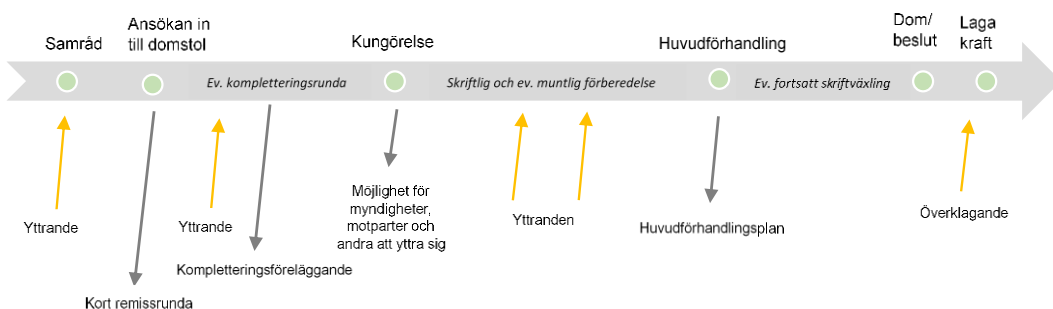 Samråd
Ansökan in
till domstol
Kungörelse
Huvudförhandling
Dom/
beslut
Laga
kraft
Ev. kompletteringsrunda
Skriftlig och ev. muntlig förberedelse
Ev. fortsatt skriftväxling
Yttrande
Yttrande
Möjlighet för
myndigheter,
motparter och
andra att yttra sig
Yttranden
Huvudförhandlingsplan
Överklagande
Kompletteringsföreläggande
Kort remissrunda